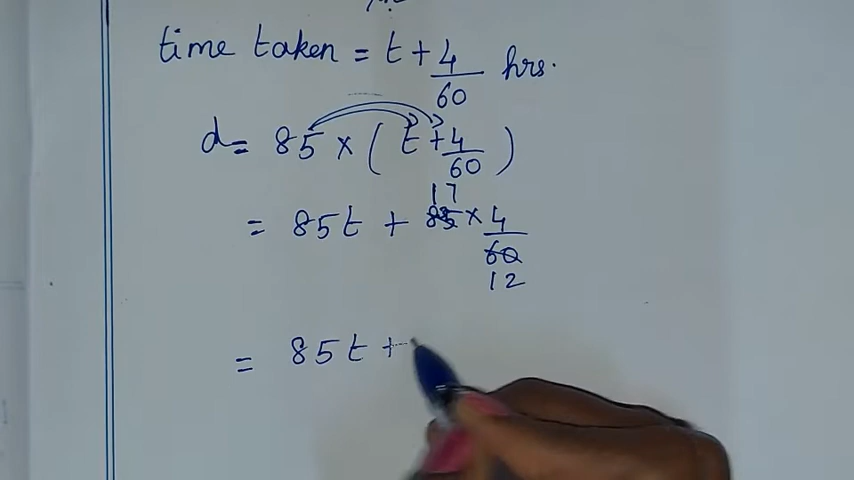 time taken = t + 4/60 hrs.
d = 85 × ( t + 4/60 )
= 85t + 85 × 4/60
17
12
= 85t +